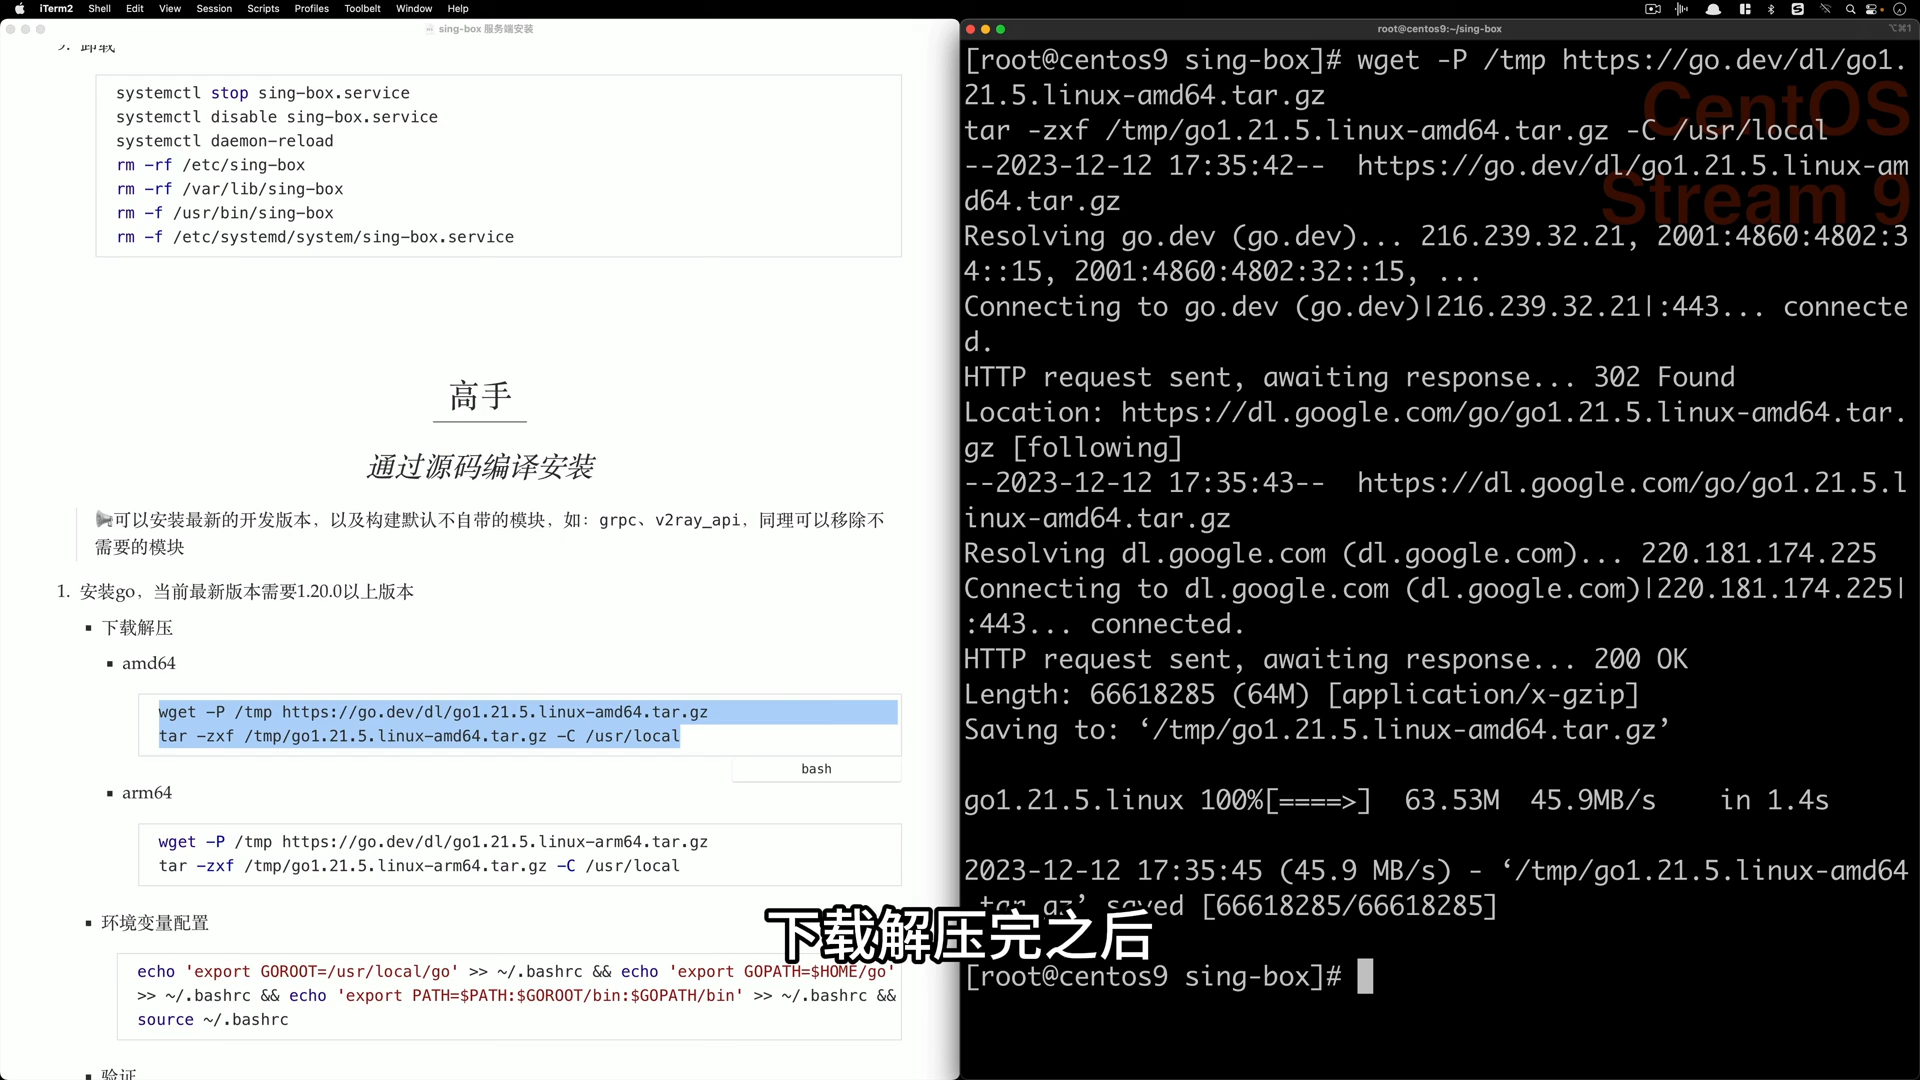 iTerm2 Shell Edit View Session Scripts Profiles Toolbelt Window Help
sing-box 服务端安装
卸载
systemctl stop sing-box.service
systemctl disable sing-box.service
systemctl daemon-reload
rm -rf /etc/sing-box
rm -rf /var/lib/sing-box
rm -f /usr/bin/sing-box
rm -f /etc/systemd/system/sing-box.service
高手
通过源码编译安装
可以安装最新的开发版本，以及构建默认不自带的模块，如：grpc、v2ray_api，同理可以移除不
需要的模块
1. 安装go，当前最新版本需要1.20.0以上版本
▪ 下载解压
▪ amd64
wget -P /tmp https://go.dev/dl/go1.21.5.linux-amd64.tar.gz
tar -zxf /tmp/go1.21.5.linux-amd64.tar.gz -C /usr/local
bash
▪ arm64
wget -P /tmp https://go.dev/dl/go1.21.5.linux-arm64.tar.gz
tar -zxf /tmp/go1.21.5.linux-arm64.tar.gz -C /usr/local
▪ 环境变量配置
echo 'export GOROOT=/usr/local/go' >> ~/.bashrc && echo 'export GOPATH=$HOME/go'
>> ~/.bashrc && echo 'export PATH=$PATH:$GOROOT/bin:$GOPATH/bin' >> ~/.bashrc &&
source ~/.bashrc
▪ 验证
root@centos9:~/sing-box
⌥⌘1
CentOS
Stream 9
[root@centos9 sing-box]# wget -P /tmp https://go.dev/dl/go1.
21.5.linux-amd64.tar.gz
tar -zxf /tmp/go1.21.5.linux-amd64.tar.gz -C /usr/local
--2023-12-12 17:35:42--  https://go.dev/dl/go1.21.5.linux-am
d64.tar.gz
Resolving go.dev (go.dev)... 216.239.32.21, 2001:4860:4802:3
4::15, 2001:4860:4802:32::15, ...
Connecting to go.dev (go.dev)|216.239.32.21|:443... connecte
d.
HTTP request sent, awaiting response... 302 Found
Location: https://dl.google.com/go/go1.21.5.linux-amd64.tar.
gz [following]
--2023-12-12 17:35:43--  https://dl.google.com/go/go1.21.5.l
inux-amd64.tar.gz
Resolving dl.google.com (dl.google.com)... 220.181.174.225
Connecting to dl.google.com (dl.google.com)|220.181.174.225|
:443... connected.
HTTP request sent, awaiting response... 200 OK
Length: 66618285 (64M) [application/x-gzip]
Saving to: ‘/tmp/go1.21.5.linux-amd64.tar.gz’
go1.21.5.linux 100%[====>]  63.53M  45.9MB/s    in 1.4s
2023-12-12 17:35:45 (45.9 MB/s) - ‘/tmp/go1.21.5.linux-amd64
.tar.gz’ saved [66618285/66618285]
[root@centos9 sing-box]#
下载解压完之后